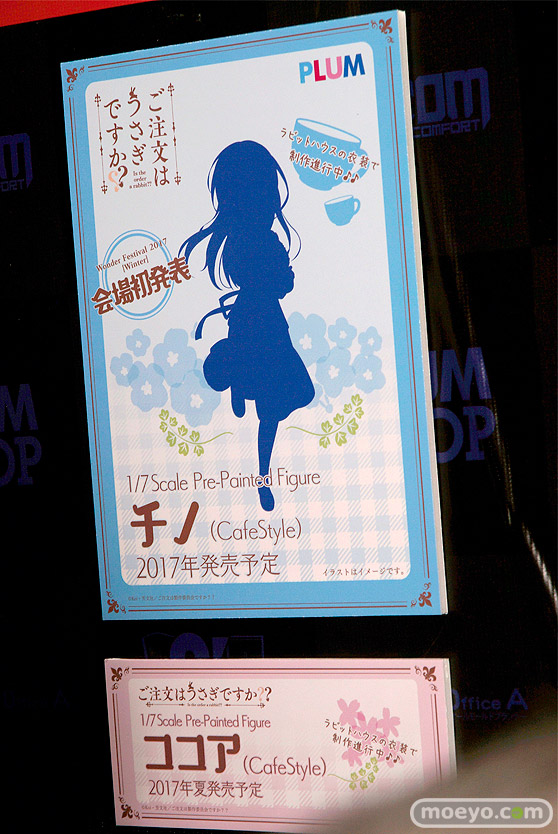 PLUM
ご注文は
うさぎ
ですか??
Is the order
a rabbit??
ラビットハウスの衣装で
制作進行中♪♪
Wonder Festival 2017
[Winter]
会場初発表
1/7 Scale Pre-Painted Figure
チノ(CafeStyle)
2017年発売予定
イラストはイメージです。
COMFORT
ご注文はうさぎですか??
Is the order a rabbit??
1/7 Scale Pre-Painted Figure
ココア(CafeStyle)
2017年夏発売予定
ラビットハウスの衣装で
制作進行中♪♪
Office A
moeyo.com